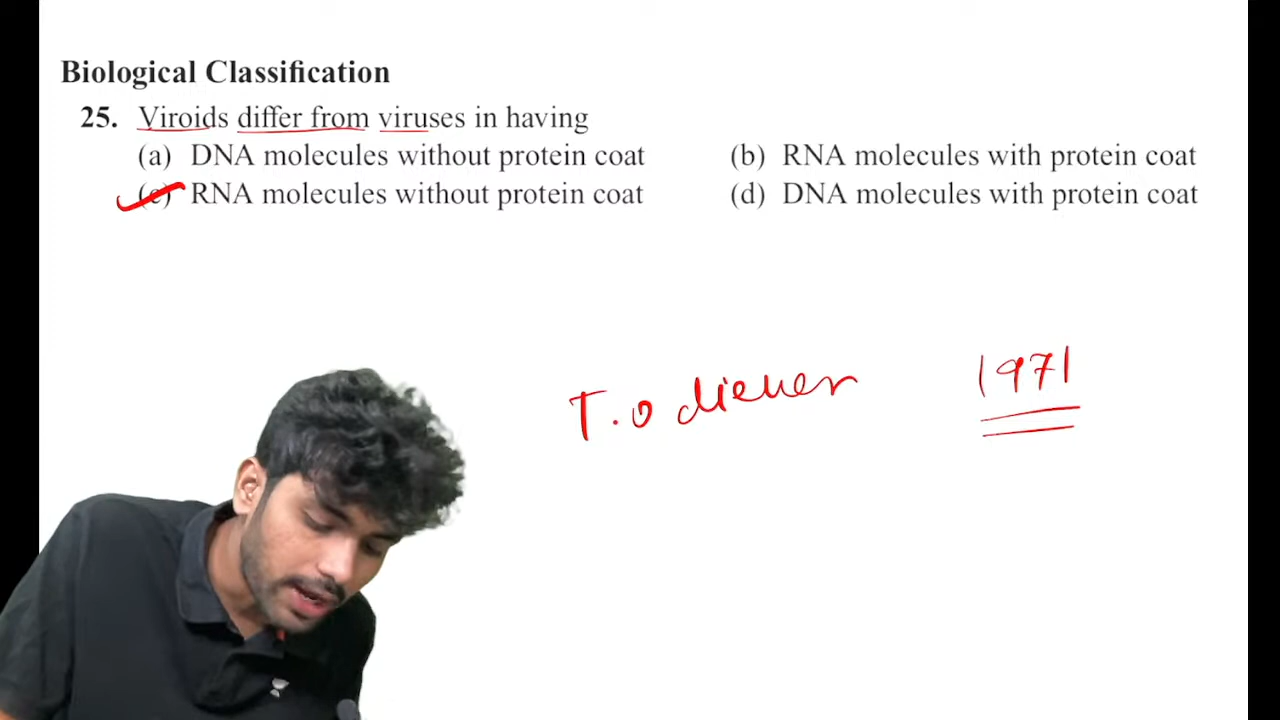 Biological Classification
25. Viroids differ from viruses in having
(a) DNA molecules without protein coat (b) RNA molecules with protein coat
(c) RNA molecules without protein coat (d) DNA molecules with protein coat
T.O diener 1971